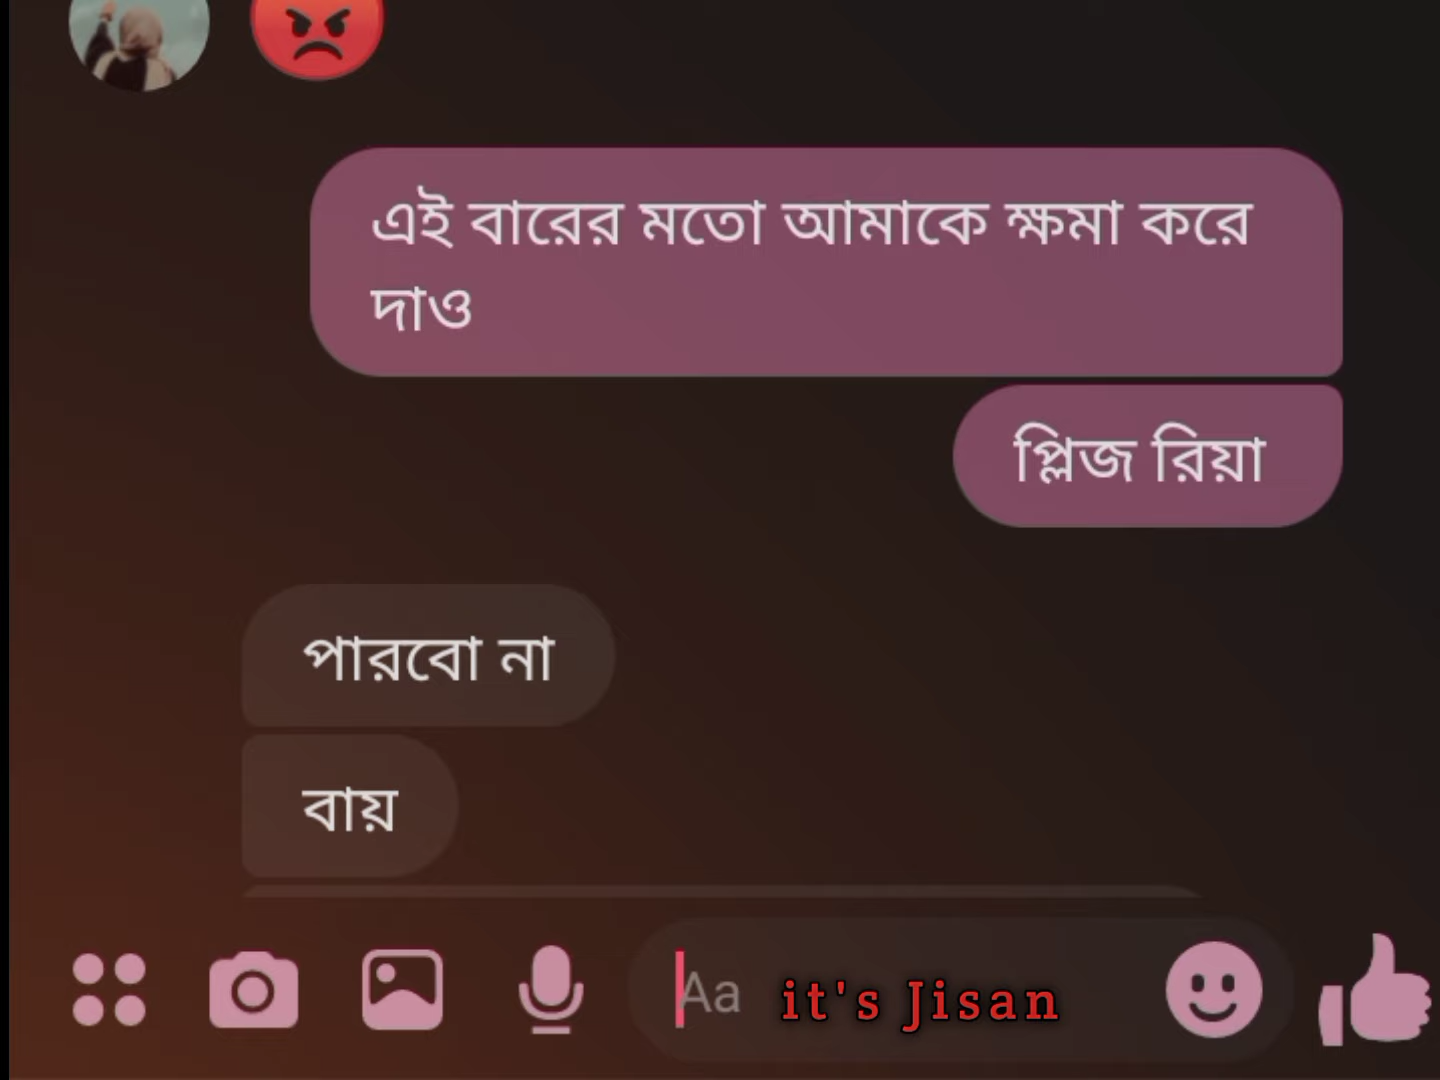 এই বারের মতো আমাকে ক্ষমা করে
দাও
প্লিজ রিয়া
পারবো না
বায়
Aa
it's Jisan